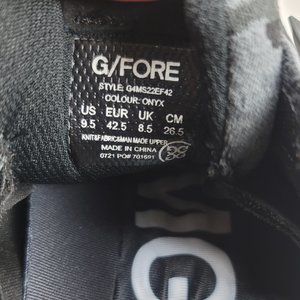 G/FORE
STYLE: G4MS22EF42
COLOUR: ONYX
US EUR UK CM
9.5 42.5 8.5 26.5
KNIT&FABRIC&MAN MADE UPPER
MADE IN CHINA
0721 PO# 701691
MG